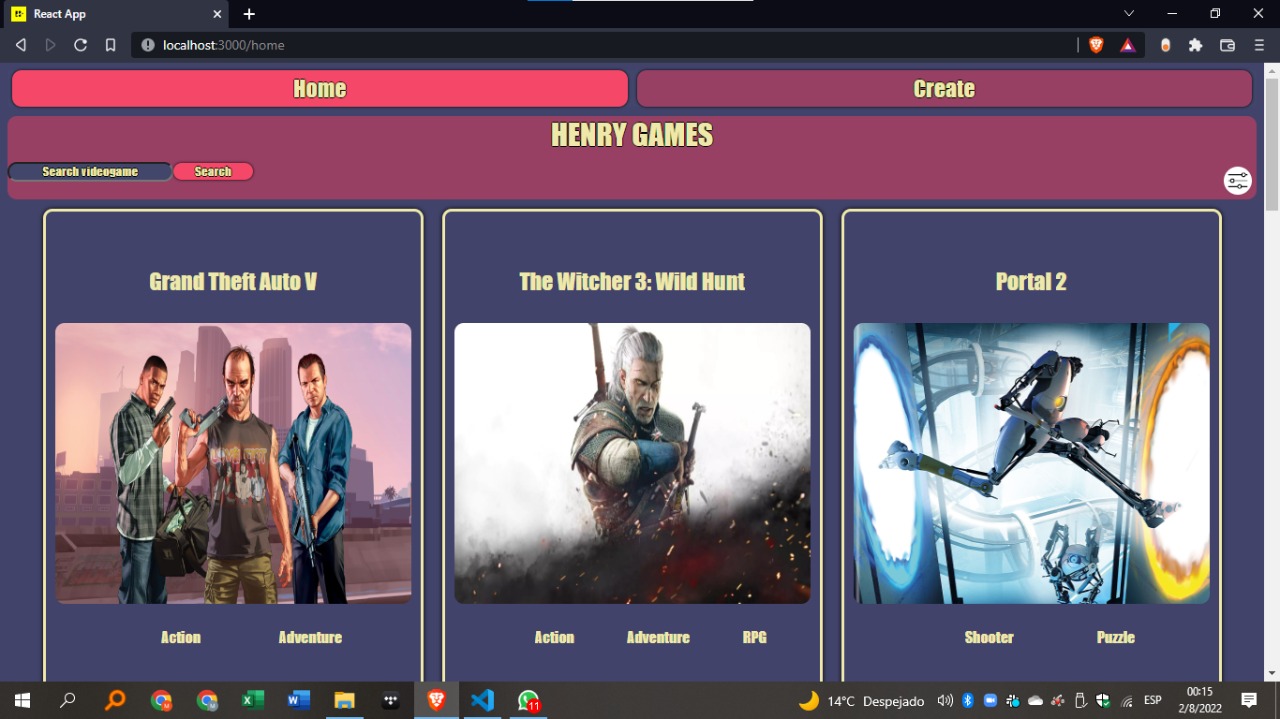 React App
localhost:3000/home
Home
Create
HENRY GAMES
Search videogame
Search
Grand Theft Auto V
The Witcher 3: Wild Hunt
Portal 2
Action Adventure
Action Adventure RPG
Shooter Puzzle
11
14°C Despejado
ESP
00:15
2/8/2022